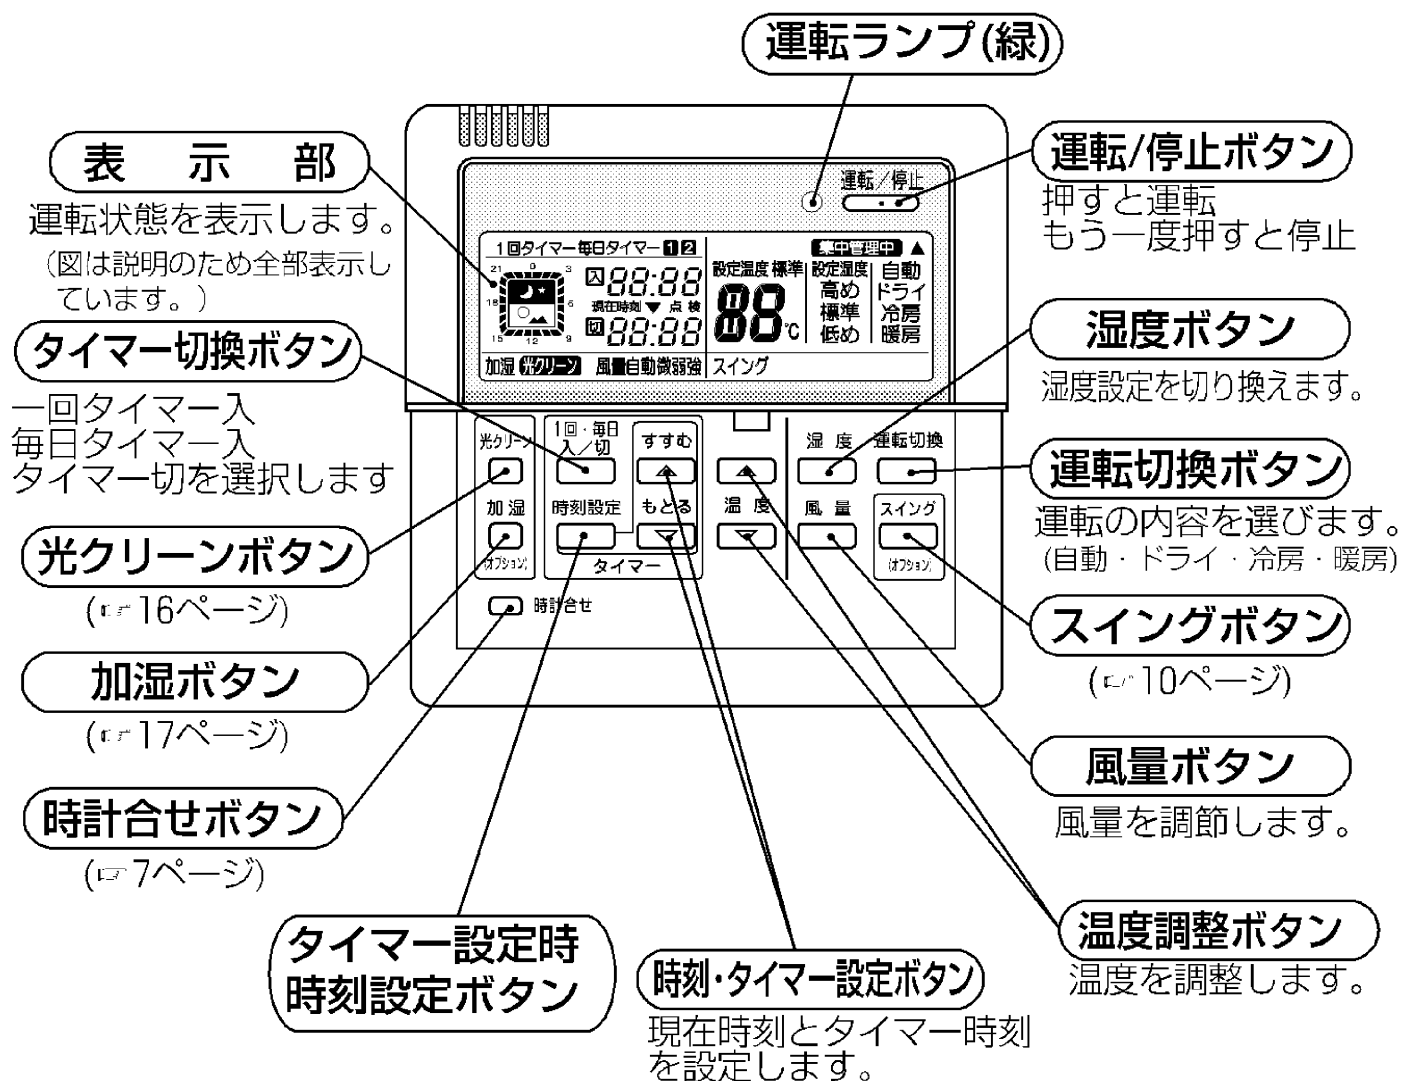 運転ランプ(緑)
表示部
運転状態を表示します。
(図は説明のため全部表示し
ています。)
タイマー切換ボタン
一回タイマー入
毎日タイマー入
タイマー切を選択します
光クリーンボタン
(☞16ページ)
加湿ボタン
(☞17ページ)
時計合せボタン
(☞7ページ)
タイマー設定時
時刻設定ボタン
運転/停止
1回タイマー毎日タイマー 1 2
集中管理中 ▲
21 0 3
18 6
15 12 9
入 88:88
現在時刻 ▼ 点検
切 88:88
設定温度 標準
88℃
設定湿度
高め
標準
低め
自動
ドライ
冷房
暖房
加湿 光クリーン 風量自動微弱強 スイング
光クリーン
加湿
(オプション)
1回・毎日
入/切
すすむ
時刻設定
もどる
タイマー
温度
湿度
運転切換
風量
スイング
(オプション)
時計合せ
運転/停止ボタン
押すと運転
もう一度押すと停止
湿度ボタン
湿度設定を切り換えます。
運転切換ボタン
運転の内容を選びます。
(自動・ドライ・冷房・暖房)
スイングボタン
(☞10ページ)
風量ボタン
風量を調節します。
温度調整ボタン
温度を調整します。
時刻・タイマー設定ボタン
現在時刻とタイマー時刻
を設定します。